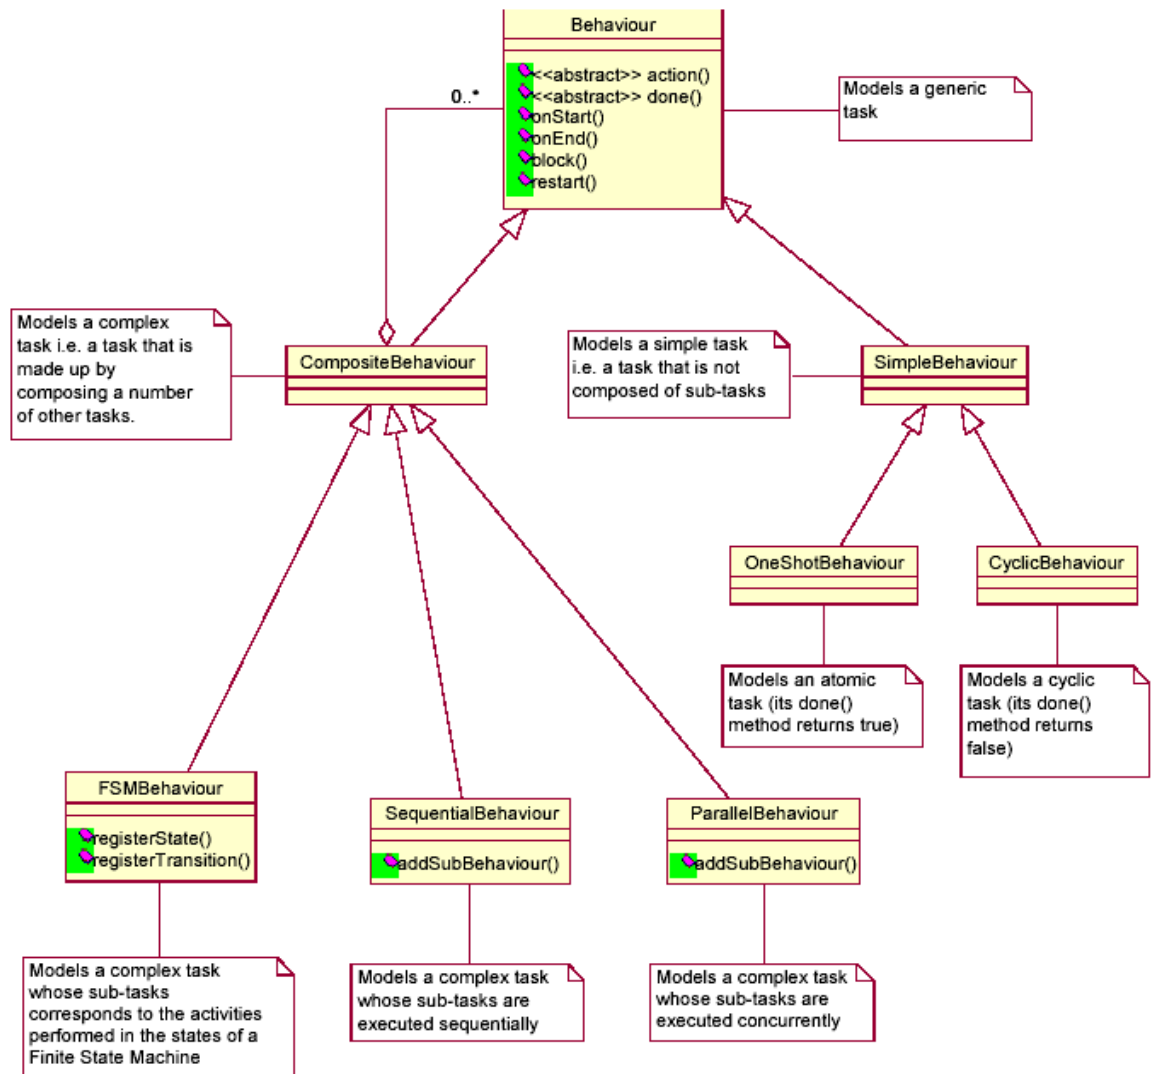 Behaviour
<<abstract>> action()
<<abstract>> done()
onStart()
onEnd()
block()
restart()
0..*
Models a generic
task
Models a complex
task i.e. a task that is
made up by
composing a number
of other tasks.
CompositeBehaviour
Models a simple task
i.e. a task that is not
composed of sub-tasks
SimpleBehaviour
OneShotBehaviour
CyclicBehaviour
Models an atomic
task (its done()
method returns true)
Models a cyclic
task (its done()
method returns
false)
FSMBehaviour
registerState()
registerTransition()
SequentialBehaviour
addSubBehaviour()
ParallelBehaviour
addSubBehaviour()
Models a complex task
whose sub-tasks
corresponds to the activities
performed in the states of a
Finite State Machine
Models a complex task
whose sub-tasks are
executed sequentially
Models a complex task
whose sub-tasks are
executed concurrently